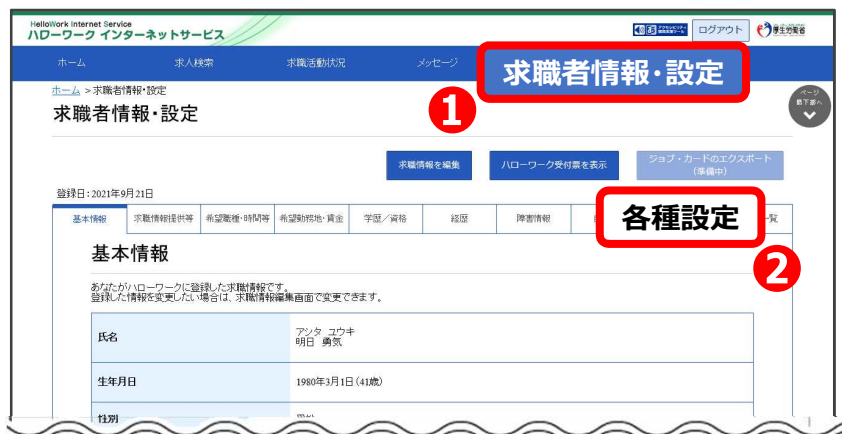 HelloWork Internet Service
ハローワーク インターネットサービス
ログアウト
厚生労働省
ホーム
求人検索
求職活動状況
メッセージ
求職者情報・設定
1
ホーム > 求職者情報・設定
求職者情報・設定
ページ
最下部へ
求職情報を編集
ハローワーク受付票を表示
ジョブ・カードのエクスポート
(準備中)
登録日：2021年9月21日
基本情報
求職情報提供等
希望職種・時間等
希望勤務地・賃金
学歴／資格
経歴
障害情報
各種設定
2
基本情報
あなたがハローワークに登録した求職情報です。
登録した情報を変更したい場合は、求職情報編集画面で変更できます。
氏名
アシタ ユウキ
明日 勇気
生年月日
1980年3月1日(41歳)
性別